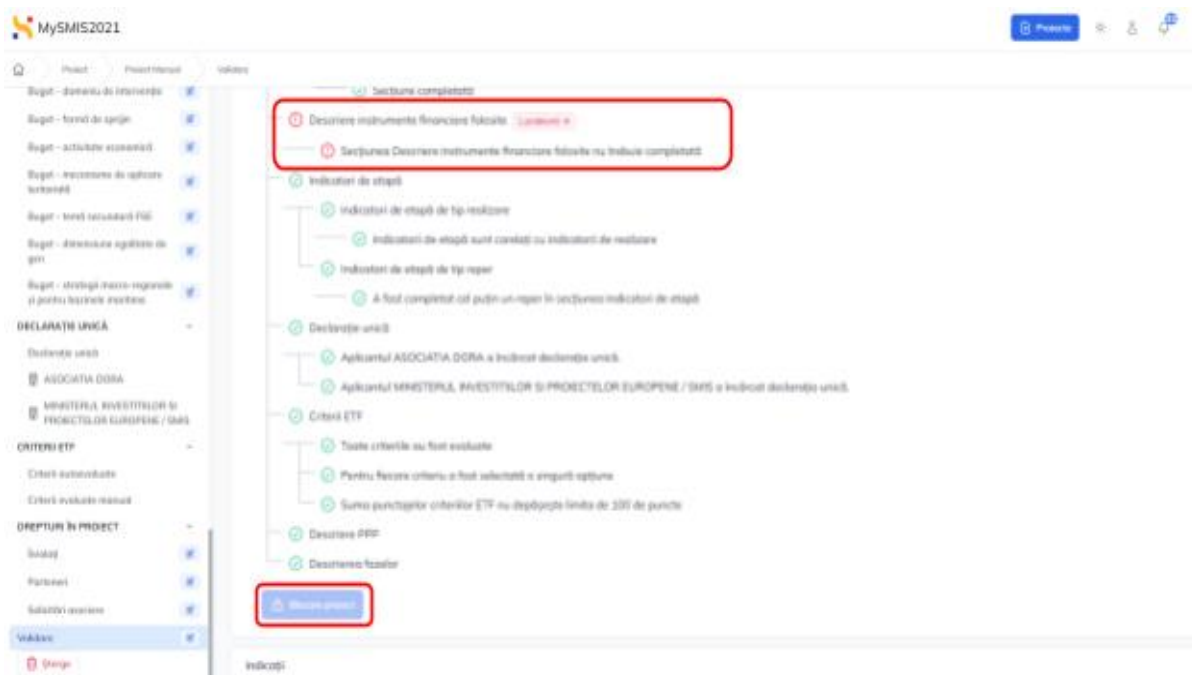 MySMIS2021
Proiecte
Proiect
Proiect Manual
Validare
Buget - domeniu de intervenție
Buget - formă de sprijin
Buget - activitate economică
Buget - mecanisme de aplicare
teritorială
Buget - temă secundară FSE
Buget - dimensiune egalitate de
gen
Buget - strategii macro-regionale
și pentru bazinele maritime
DECLARAȚIE UNICĂ
Declarație unică
ASOCIATIA DORA
MINISTERUL INVESTITIILOR SI
PROIECTELOR EUROPENE / SMIS
CRITERII ETF
Criterii autoevaluate
Criterii evaluate manual
DREPTURI ÎN PROIECT
Invitați
Parteneri
Solicitări asociere
Validare
Șterge
Secțiune completată
Descriere instrumente financiare folosite
Secțiunea Descriere instrumente financiare folosite nu trebuie completată
Indicatori de etapă
Indicatori de etapă de tip realizare
Indicatorii de etapă sunt corelați cu indicatorii de realizare
Indicatori de etapă de tip reper
A fost completat cel puțin un reper în secțiunea indicatori de etapă
Declarație unică
Aplicantul ASOCIATIA DORA a încărcat declarația unică.
Aplicantul MINISTERUL INVESTITIILOR SI PROIECTELOR EUROPENE / SMIS a încărcat declarația unică.
Criterii ETF
Toate criteriile au fost evaluate
Pentru fiecare criteriu a fost selectată o singură opțiune
Suma punctajelor criteriilor ETF nu depășește limita de 100 de puncte
Descriere PPP
Descrierea fazelor
Blocare proiect
Indicații